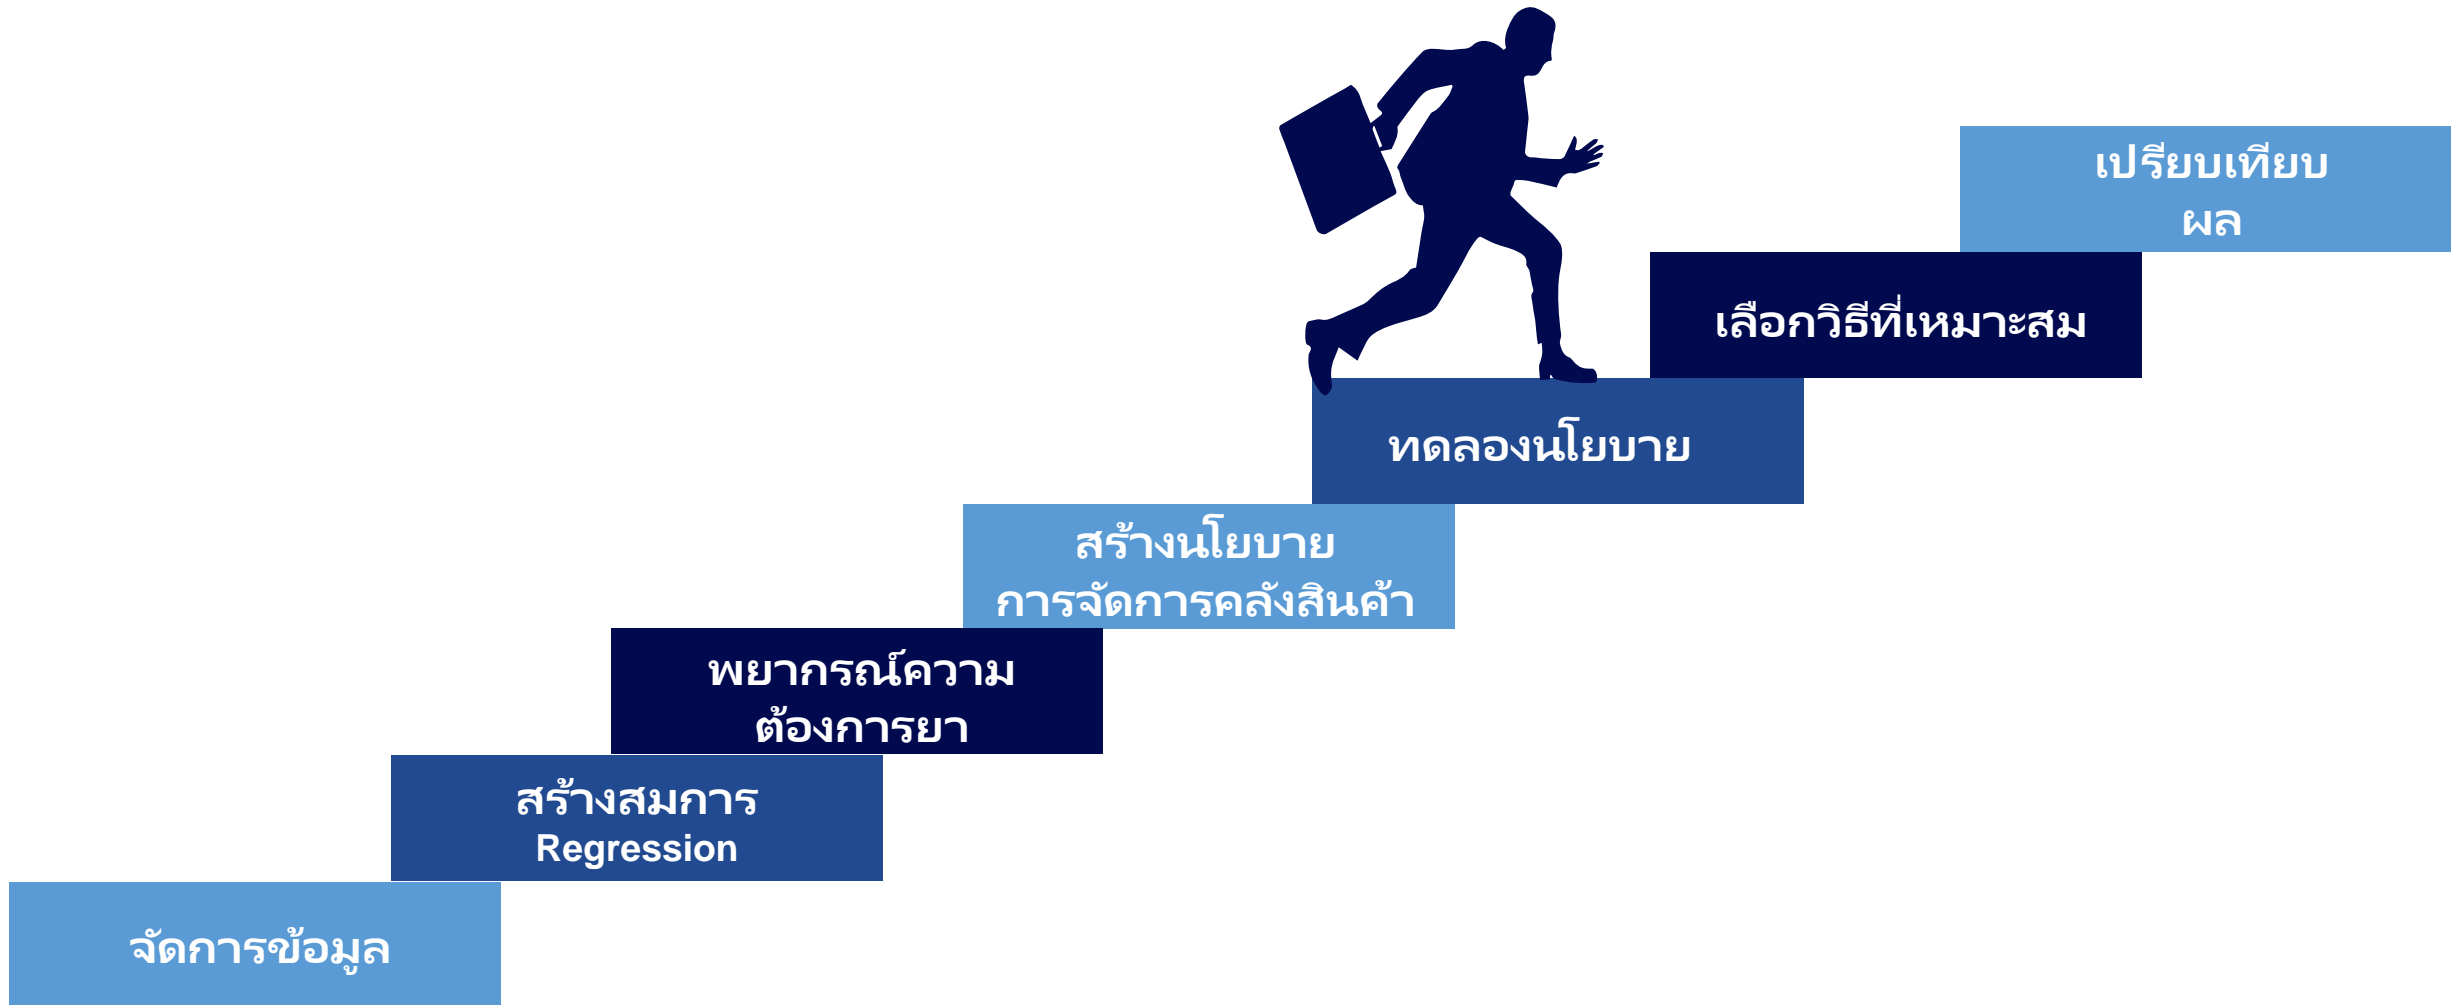 เปรียบเทียบ
ผล
เลือกวิธีที่เหมาะสม
ทดลองนโยบาย
สร้างนโยบาย
การจัดการคลังสินค้า
พยากรณ์ความ
ต้องการยา
สร้างสมการ
Regression
จัดการข้อมูล